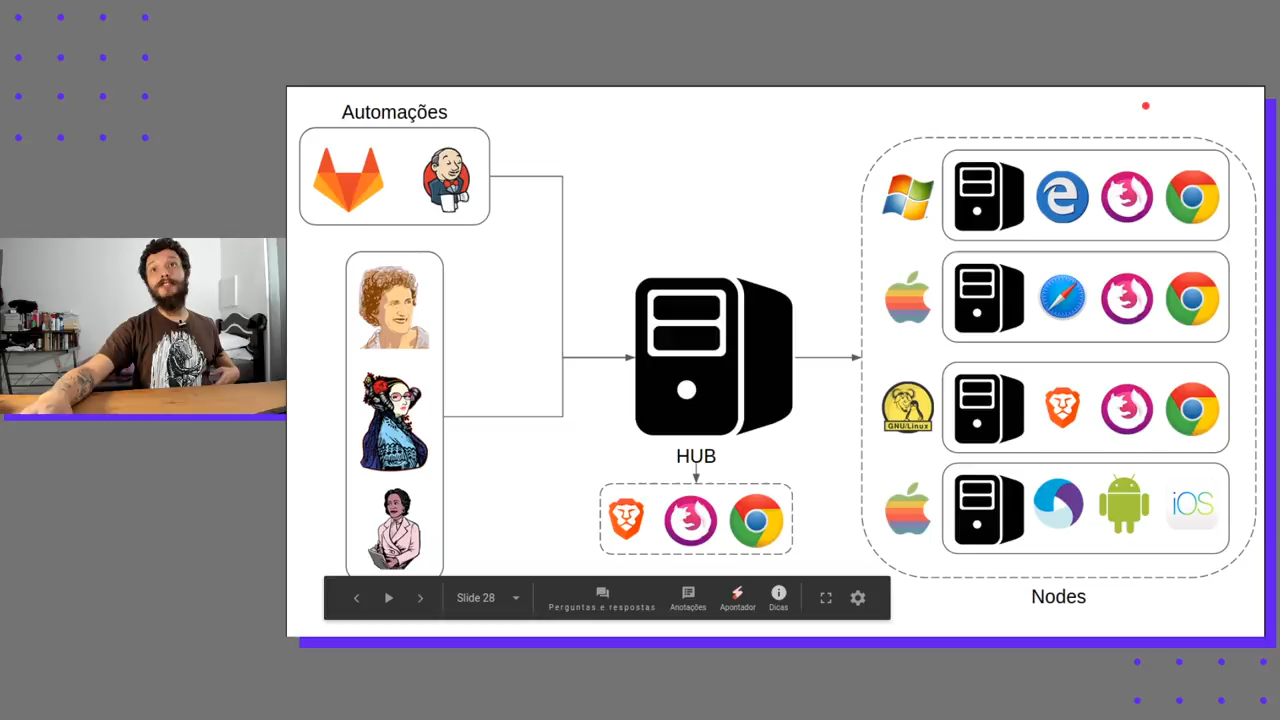 Automações
HUB
GNU/Linux
iOS
Nodes
Slide 28
Perguntas e respostas
Anotações
Apontador
Dicas